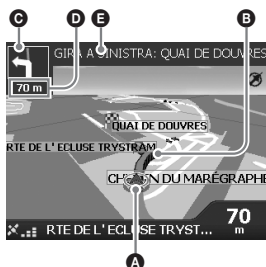 C D E B
GIRA A SINISTRA: QUAI DE DOUVRES
70 m
QUAI DE DOUVRES
RTE DE L'ECLUSE TRYSTRAM
DU MARÉGRAPHE
70
m
RTE DE L'ECLUSE TRYST...
A